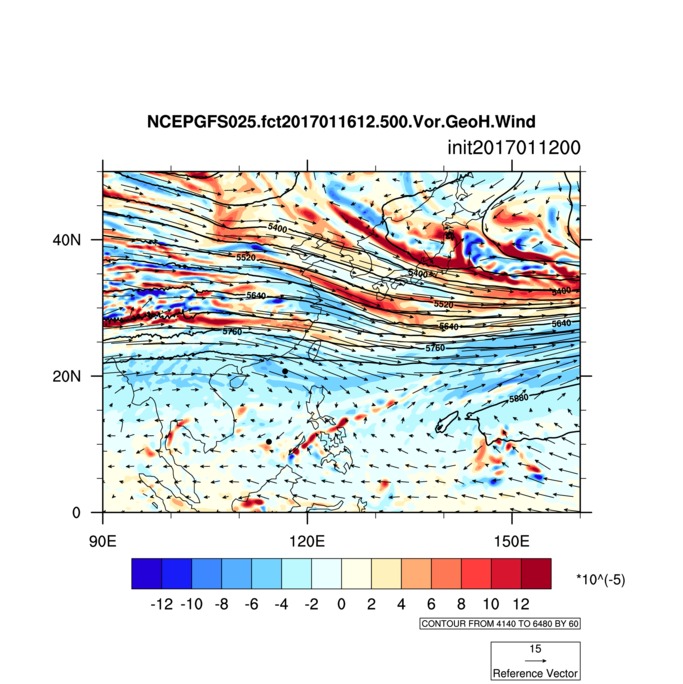 NCEPGFS025.fct2017011612.500.Vor.GeoH.Wind
init2017011200
5400
40N
5520
5400
5640
5400
5520
5760
5640
5640
5760
20N
5880
0
90E 120E 150E
-12 -10 -8 -6 -4 -2 0 2 4 6 8 10 12
*10^(-5)
CONTOUR FROM 4140 TO 6480 BY 60
15
Reference Vector